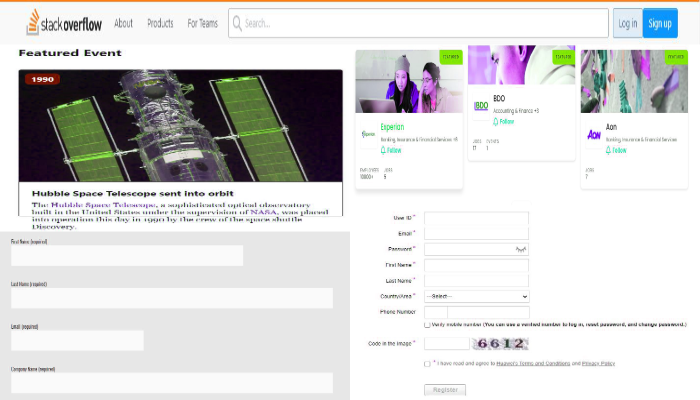 stackoverflow About Products For Teams Search... Log in Sign up
Featured Event
1990
Hubble Space Telescope sent into orbit
The Hubble Space Telescope, a sophisticated optical observatory
built in the United States under the supervision of NASA, was placed
into operation this day in 1990 by the crew of the space shuttle
Discovery.
FEATURED
Experian
Banking, Insurance & Financial Services
Follow
EMPLOYEES JOBS
10000+ 5
FEATURED
BDO
BDO
Accounting & Finance +3
Follow
JOBS EVENTS
17 1
FEATURED
Aon
Aon
Banking, Insurance & Financial Services
Follow
JOBS
7
First Name (required)
Last Name (required)
Email (required)
Company Name (required)
User ID *
Email *
Password *
First Name *
Last Name *
Country/Area * ---Select---
Phone Number
Verify mobile number (You can use a verified number to log in, reset password, and change password.)
Code in the Image * 6612
* I have read and agree to Huawei's Terms and Conditions and Privacy Policy
Register